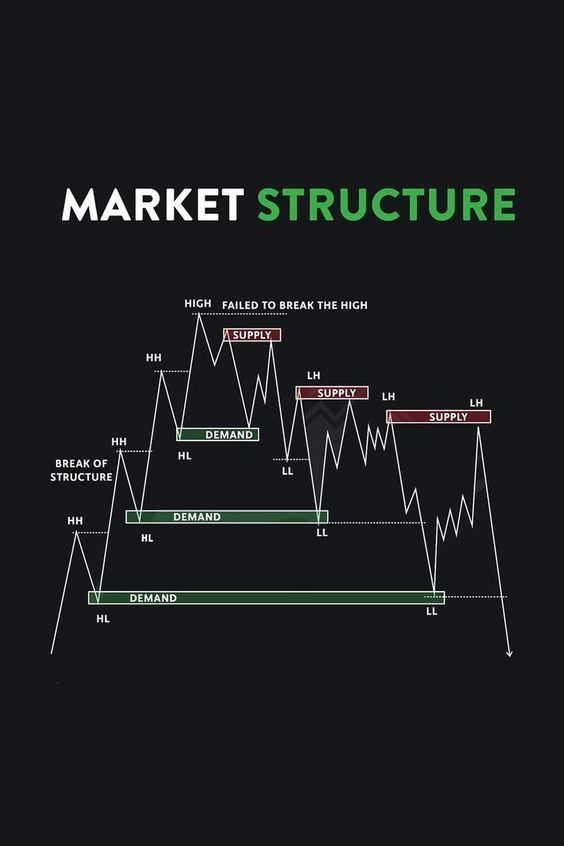 MARKET STRUCTURE
HIGH FAILED TO BREAK THE HIGH
SUPPLY
HH
LH
SUPPLY
LH
LH
SUPPLY
DEMAND
HH
HL
BREAK OF
STRUCTURE
LL
DEMAND
HH
HL
LL
DEMAND
HL
LL